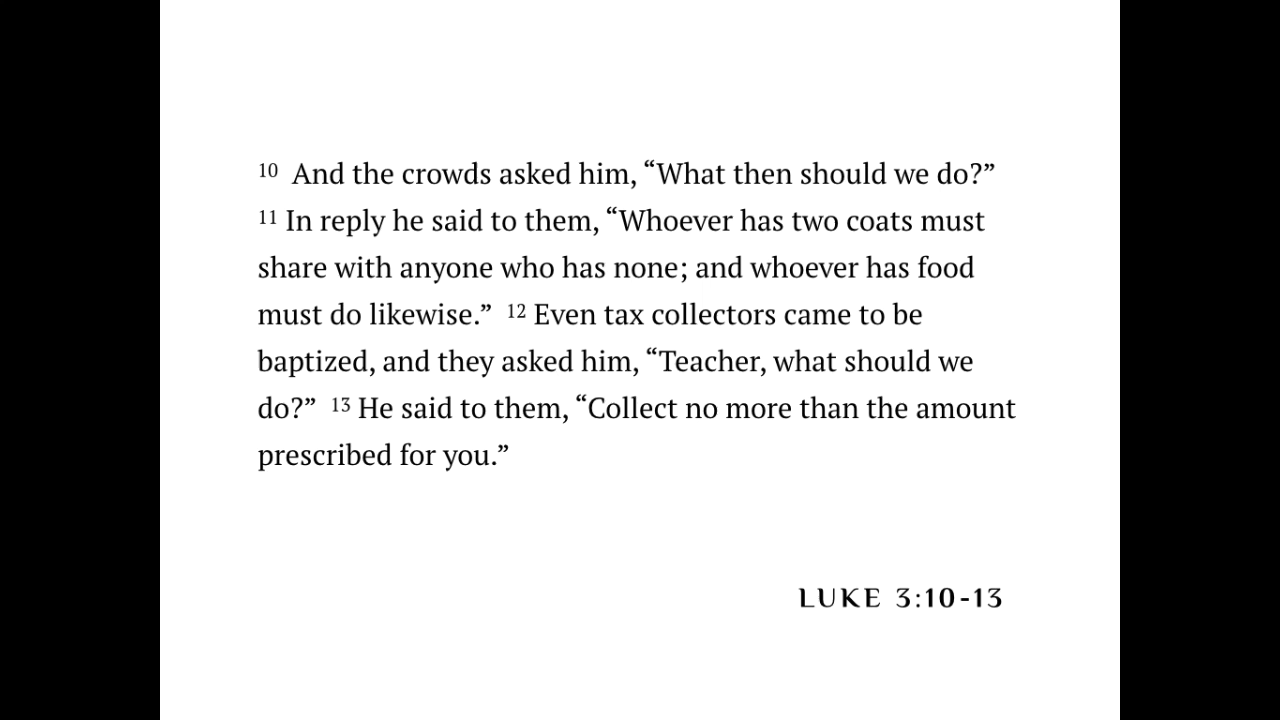 10 And the crowds asked him, “What then should we do?”
11 In reply he said to them, “Whoever has two coats must
share with anyone who has none; and whoever has food
must do likewise.” 12 Even tax collectors came to be
baptized, and they asked him, “Teacher, what should we
do?” 13 He said to them, “Collect no more than the amount
prescribed for you.”
LUKE 3:10-13